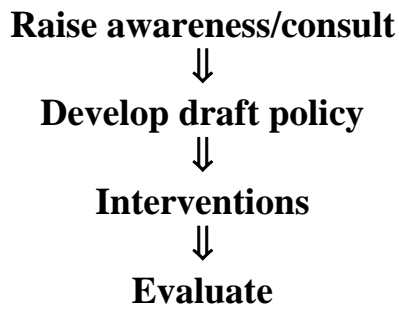 Raise awareness/consult
⇓
Develop draft policy
⇓
Interventions
⇓
Evaluate